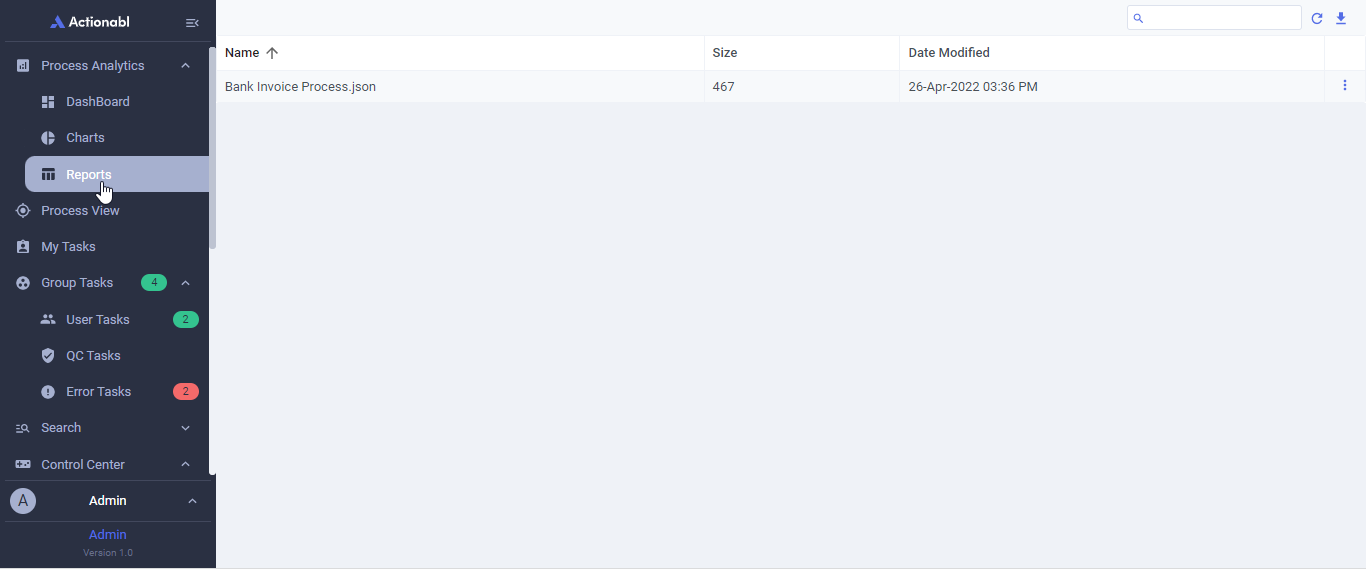 Actionabl
Process Analytics
DashBoard
Charts
Reports
Process View
My Tasks
Group Tasks 4
User Tasks 2
QC Tasks
Error Tasks 2
Search
Control Center
A Admin
Admin
Version 1.0
Name Size Date Modified
Bank Invoice Process.json 467 26-Apr-2022 03:36 PM